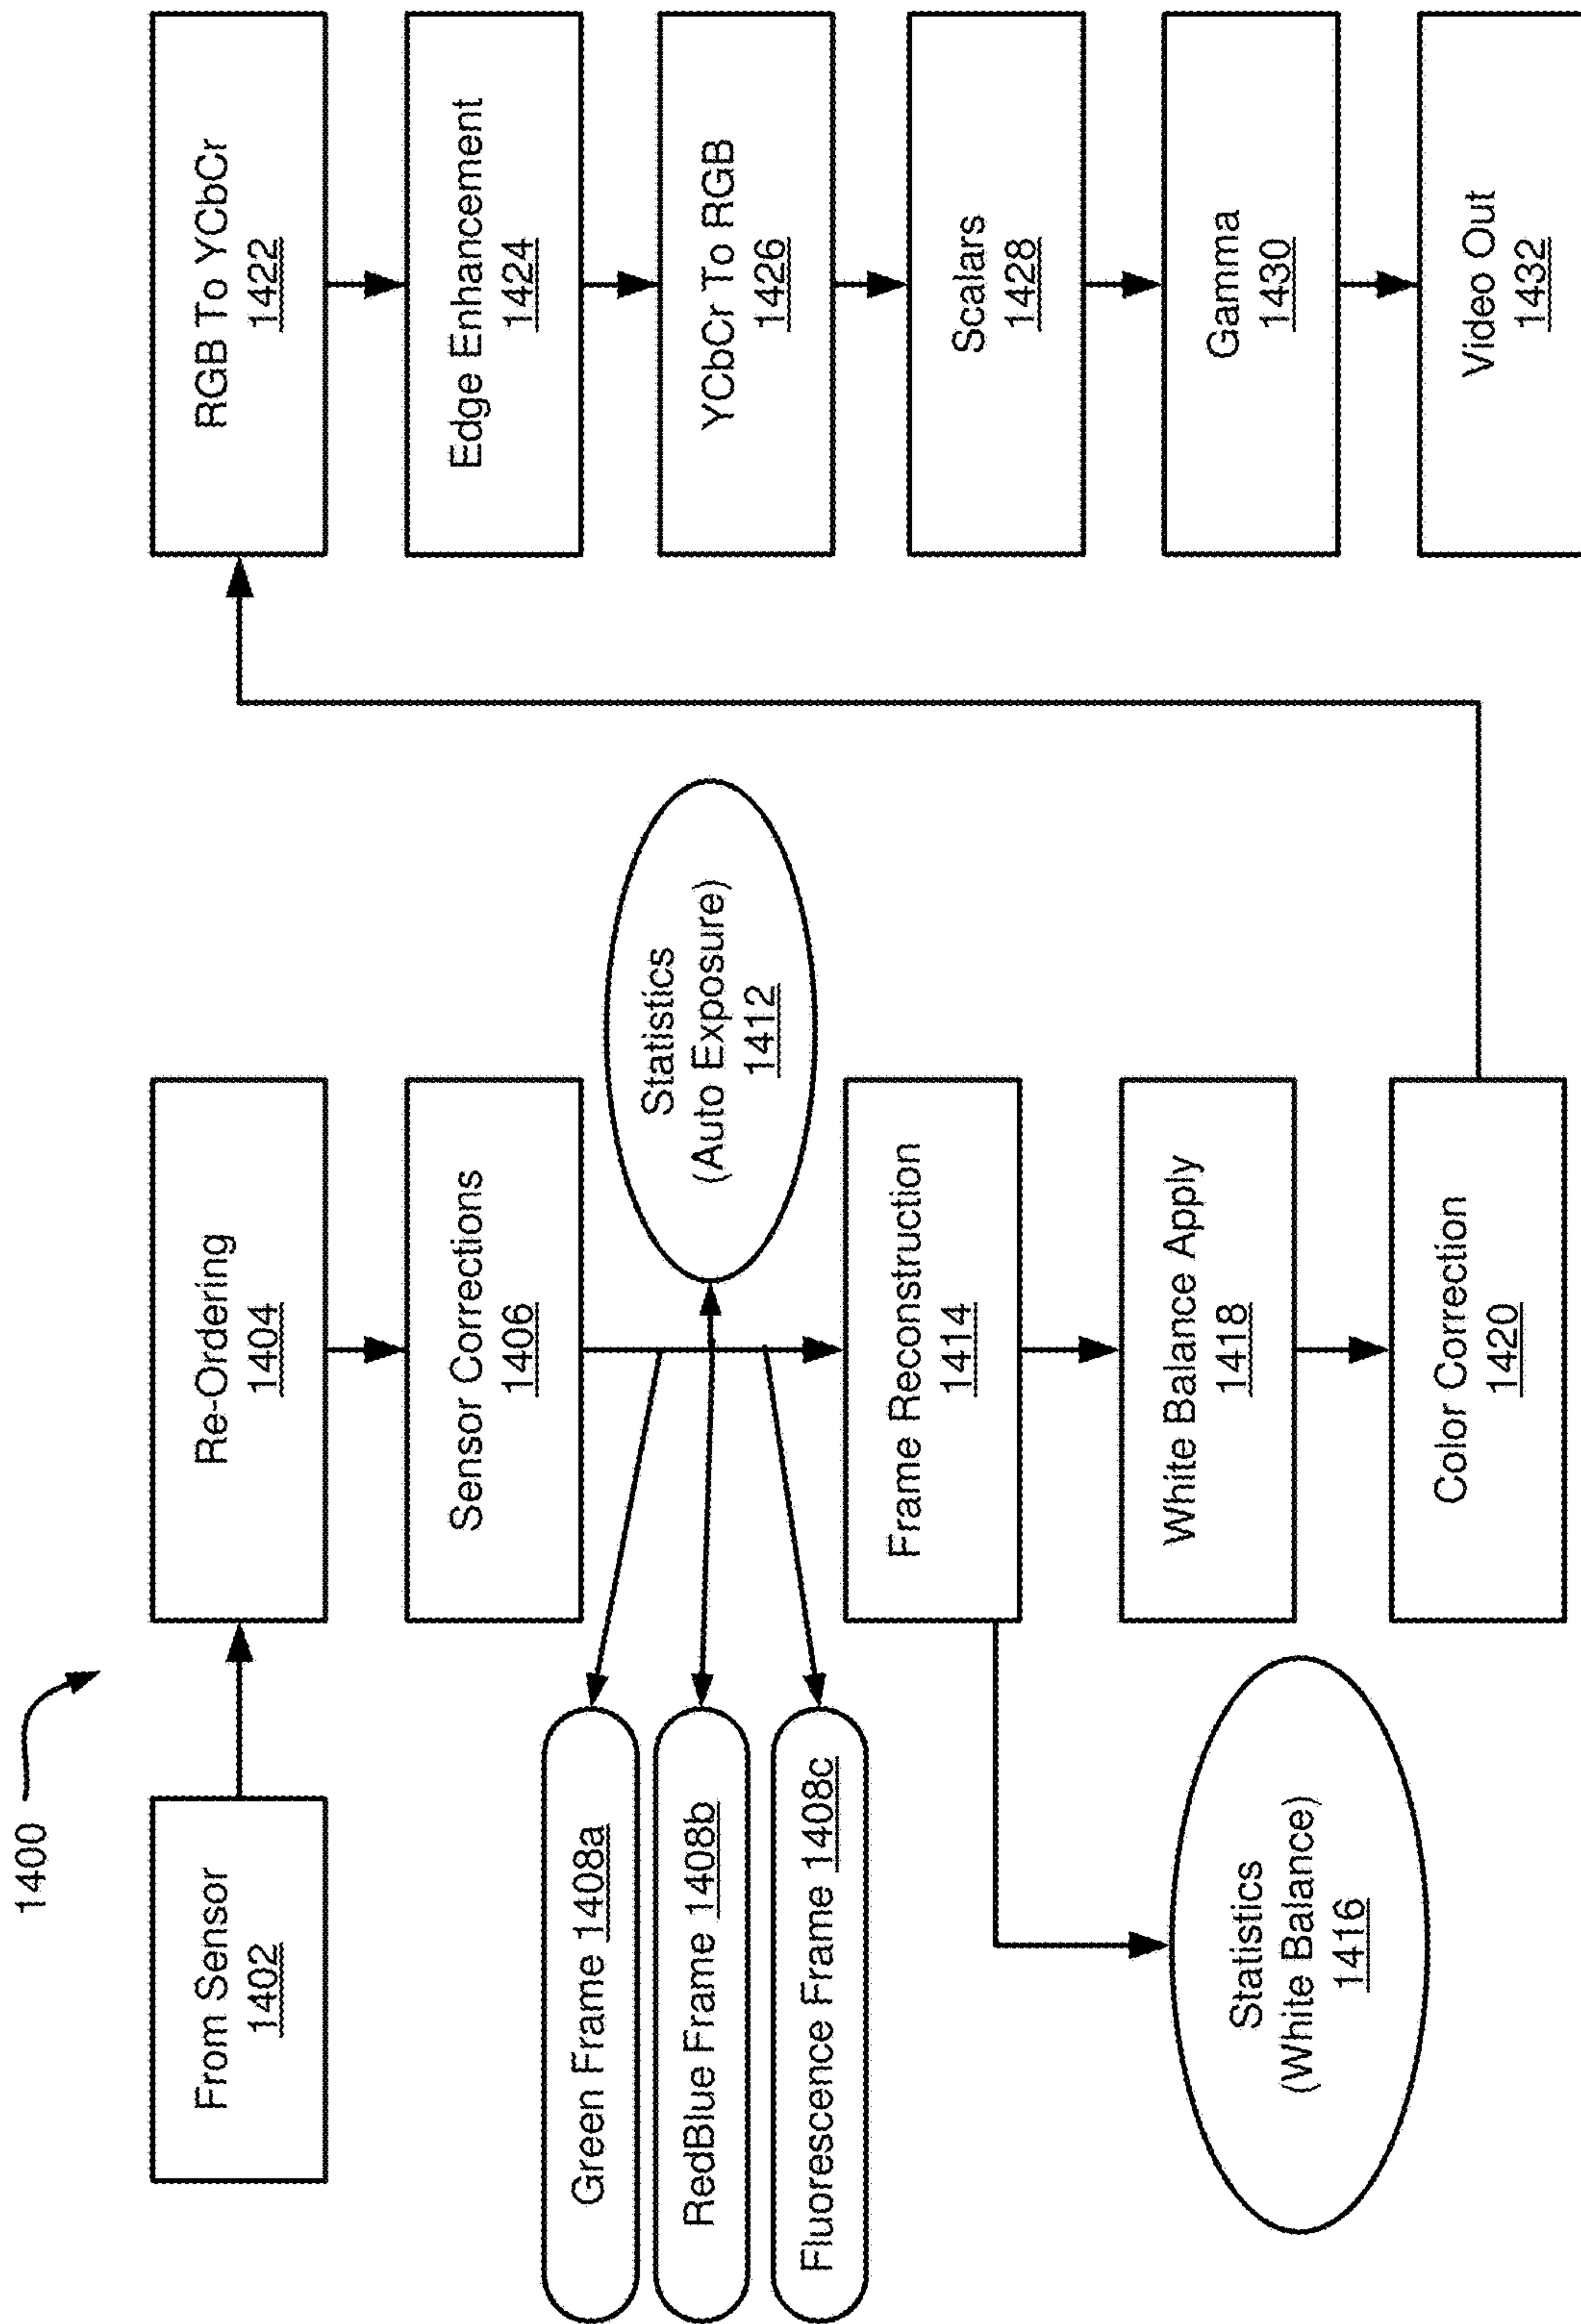 1400
From Sensor
1402
Re-Ordering
1404
Sensor Corrections
1406
Green Frame 1408a
RedBlue Frame 1408b
Fluorescence Frame 1408c
Statistics
(Auto Exposure)
1412
Frame Reconstruction
1414
Statistics
(White Balance)
1416
White Balance Apply
1418
Color Correction
1420
RGB To YCbCr
1422
Edge Enhancement
1424
YCbCr To RGB
1426
Scalars
1428
Gamma
1430
Video Out
1432